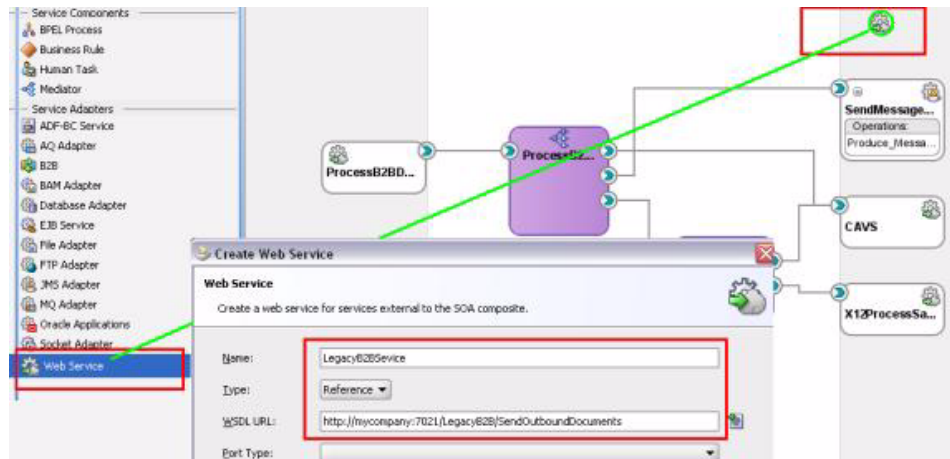 Service Components
BPEL Process
Business Rule
Human Task
Mediator
Service Adapters
ADF-BC Service
AQ Adapter
B2B
BAM Adapter
Database Adapter
EJB Service
File Adapter
FTP Adapter
JMS Adapter
MQ Adapter
Oracle Applications
Socket Adapter
Web Service
ProcessB2BD...
ProcessB2...
SendMessage...
Operations:
Produce_Messa...
CAVS
X12ProcessSa...
Create Web Service
Web Service
Create a web service for services external to the SOA composite.
Name: LegacyB2BSevice
Type: Reference
WSDL URL: http://mycompany:7021/LegacyB2B/SendOutboundDocuments
Port Type: